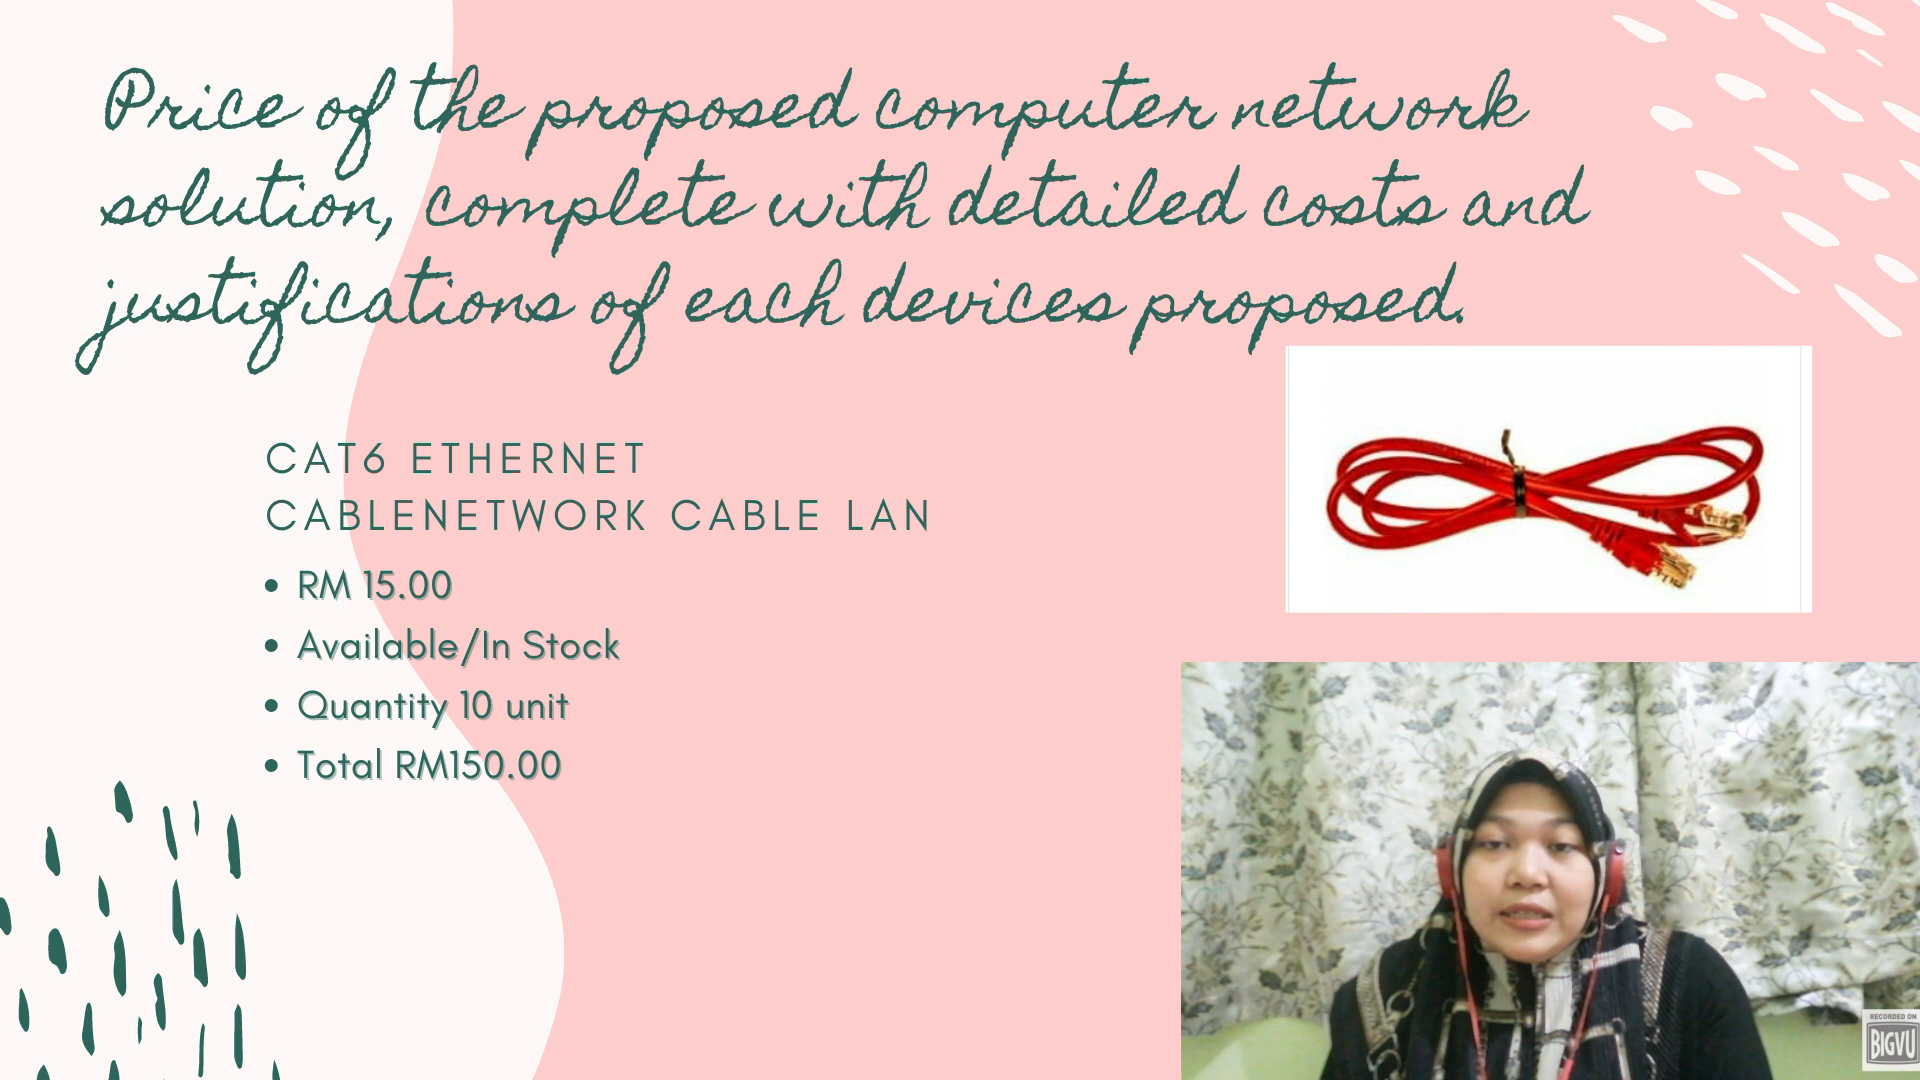 Price of the proposed computer network
solution, complete with detailed costs and
justifications of each devices proposed.
CAT6 ETHERNET
CABLENETWORK CABLE LAN
• RM 15.00
• Available/In Stock
• Quantity 10 unit
• Total RM150.00
RECORDED ON
BIGVU